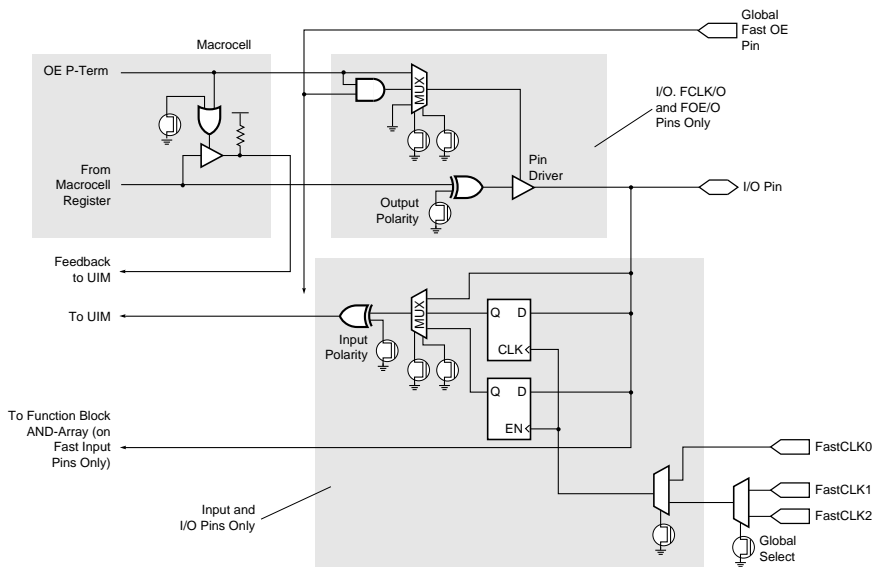 Global
Fast OE
Pin
Macrocell
OE P-Term
MUX
I/O. FCLK/O
and FOE/O
Pins Only
From
Macrocell
Register
Pin
Driver
Output
Polarity
I/O Pin
Feedback
to UIM
To UIM
MUX
Input
Polarity
Q D
CLK
Q D
EN
To Function Block
AND-Array (on
Fast Input
Pins Only)
FastCLK0
FastCLK1
FastCLK2
Input and
I/O Pins Only
Global
Select